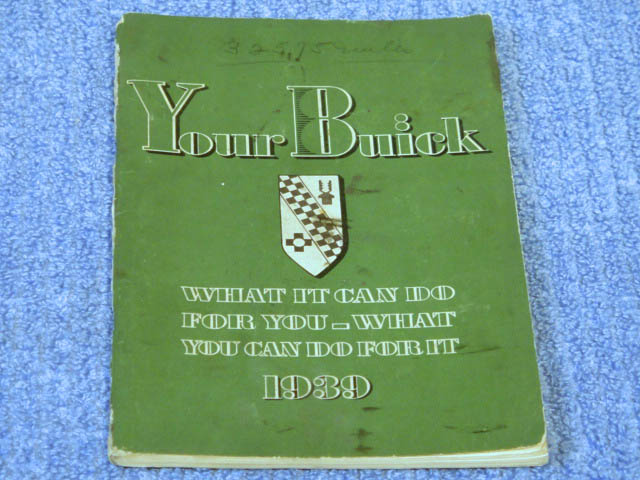 Your Buick
WHAT IT CAN DO
FOR YOU - WHAT
YOU CAN DO FOR IT
1939